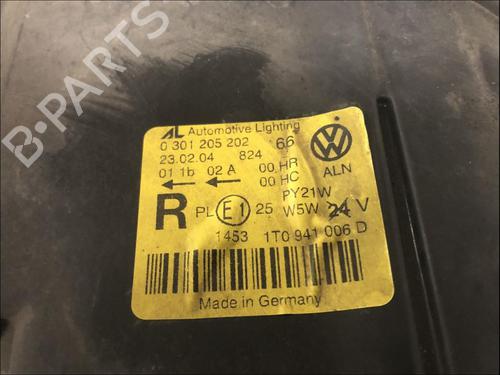 AL Automotive Lighting
0 301 205 202 66
23.02.04 824
01 1b 02 A 00 HR
00 HC
ALN
PY21W
R PL E1 25 W5W 24 V
1453 1T0 941 006 D
Made in Germany
B-PARTS